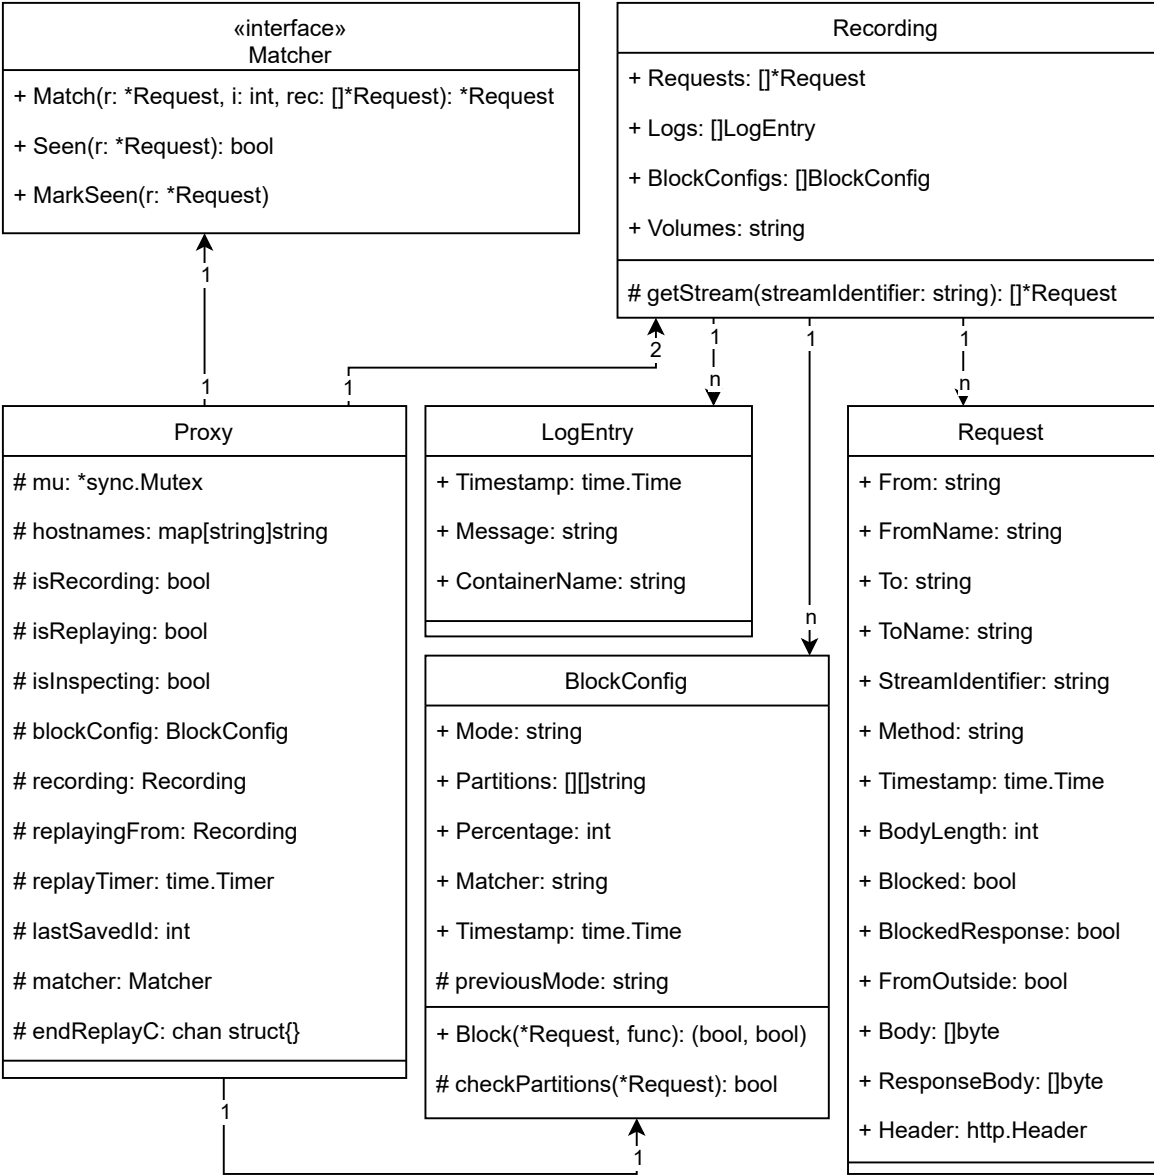 «interface»
Matcher
+ Match(r: *Request, i: int, rec: []*Request): *Request
+ Seen(r: *Request): bool
+ MarkSeen(r: *Request)
Recording
+ Requests: []*Request
+ Logs: []LogEntry
+ BlockConfigs: []BlockConfig
+ Volumes: string
# getStream(streamIdentifier: string): []*Request
1
1
1
2
1
n
1
n
1
n
Proxy
# mu: *sync.Mutex
# hostnames: map[string]string
# isRecording: bool
# isReplaying: bool
# isInspecting: bool
# blockConfig: BlockConfig
# recording: Recording
# replayingFrom: Recording
# replayTimer: time.Timer
# lastSavedId: int
# matcher: Matcher
# endReplayC: chan struct{}
LogEntry
+ Timestamp: time.Time
+ Message: string
+ ContainerName: string
BlockConfig
+ Mode: string
+ Partitions: [][]string
+ Percentage: int
+ Matcher: string
+ Timestamp: time.Time
# previousMode: string
+ Block(*Request, func): (bool, bool)
# checkPartitions(*Request): bool
Request
+ From: string
+ FromName: string
+ To: string
+ ToName: string
+ StreamIdentifier: string
+ Method: string
+ Timestamp: time.Time
+ BodyLength: int
+ Blocked: bool
+ BlockedResponse: bool
+ FromOutside: bool
+ Body: []byte
+ ResponseBody: []byte
+ Header: http.Header
1
1